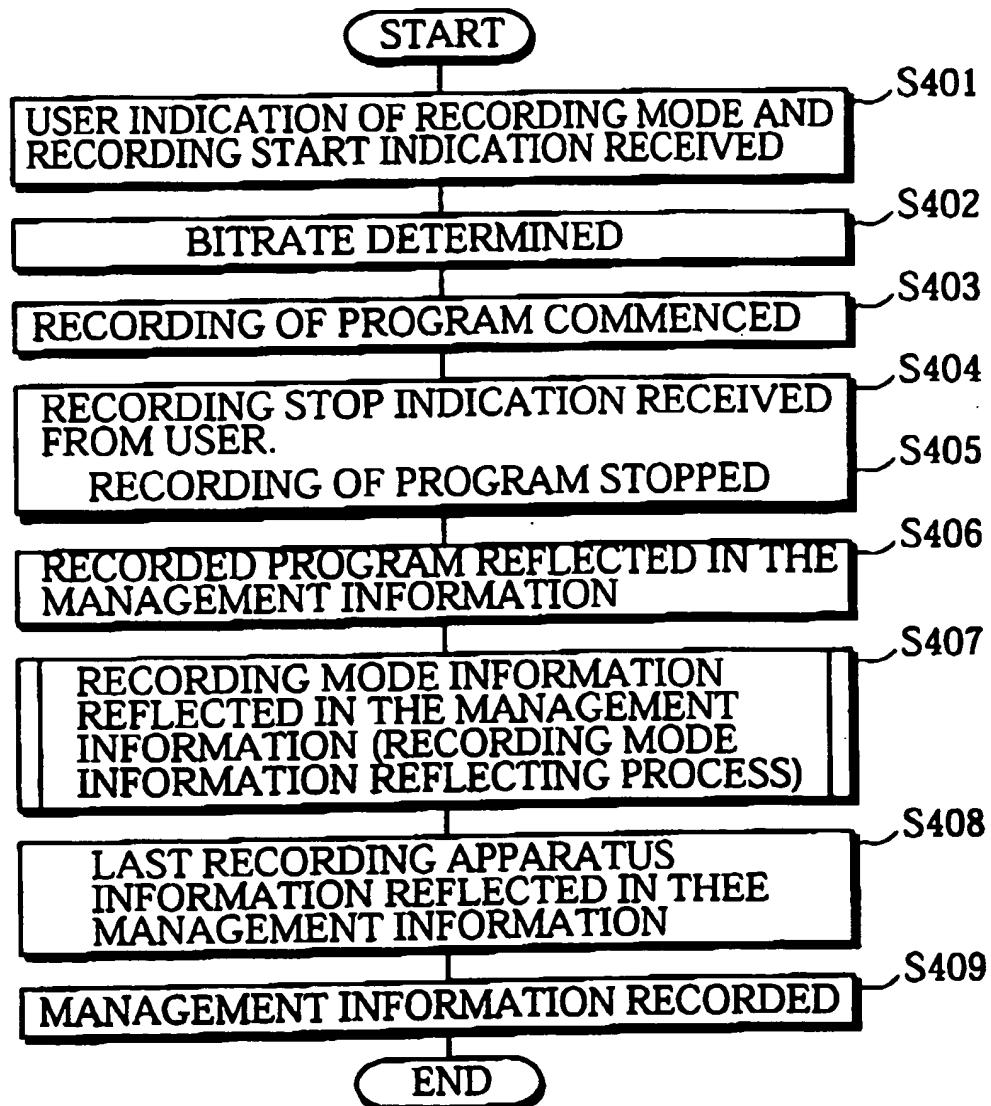 START
S401
USER INDICATION OF RECORDING MODE AND
RECORDING START INDICATION RECEIVED
S402
BITRATE DETERMINED
S403
RECORDING OF PROGRAM COMMENCED
S404
RECORDING STOP INDICATION RECEIVED
FROM USER.
S405
RECORDING OF PROGRAM STOPPED
S406
RECORDED PROGRAM REFLECTED IN THE
MANAGEMENT INFORMATION
S407
RECORDING MODE INFORMATION
REFLECTED IN THE MANAGEMENT
INFORMATION (RECORDING MODE
INFORMATION REFLECTING PROCESS)
S408
LAST RECORDING APPARATUS
INFORMATION REFLECTED IN THEE
MANAGEMENT INFORMATION
S409
MANAGEMENT INFORMATION RECORDED
END